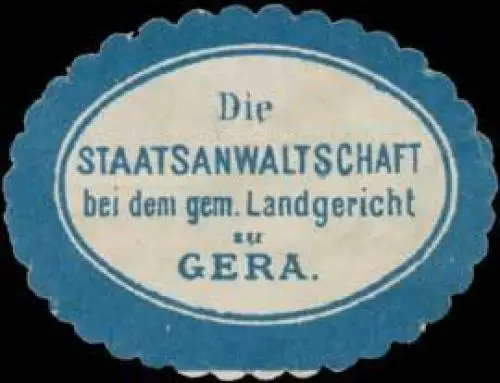 Die
STAATSANWALTSCHAFT
bei dem gem. Landgericht
zu
GERA.